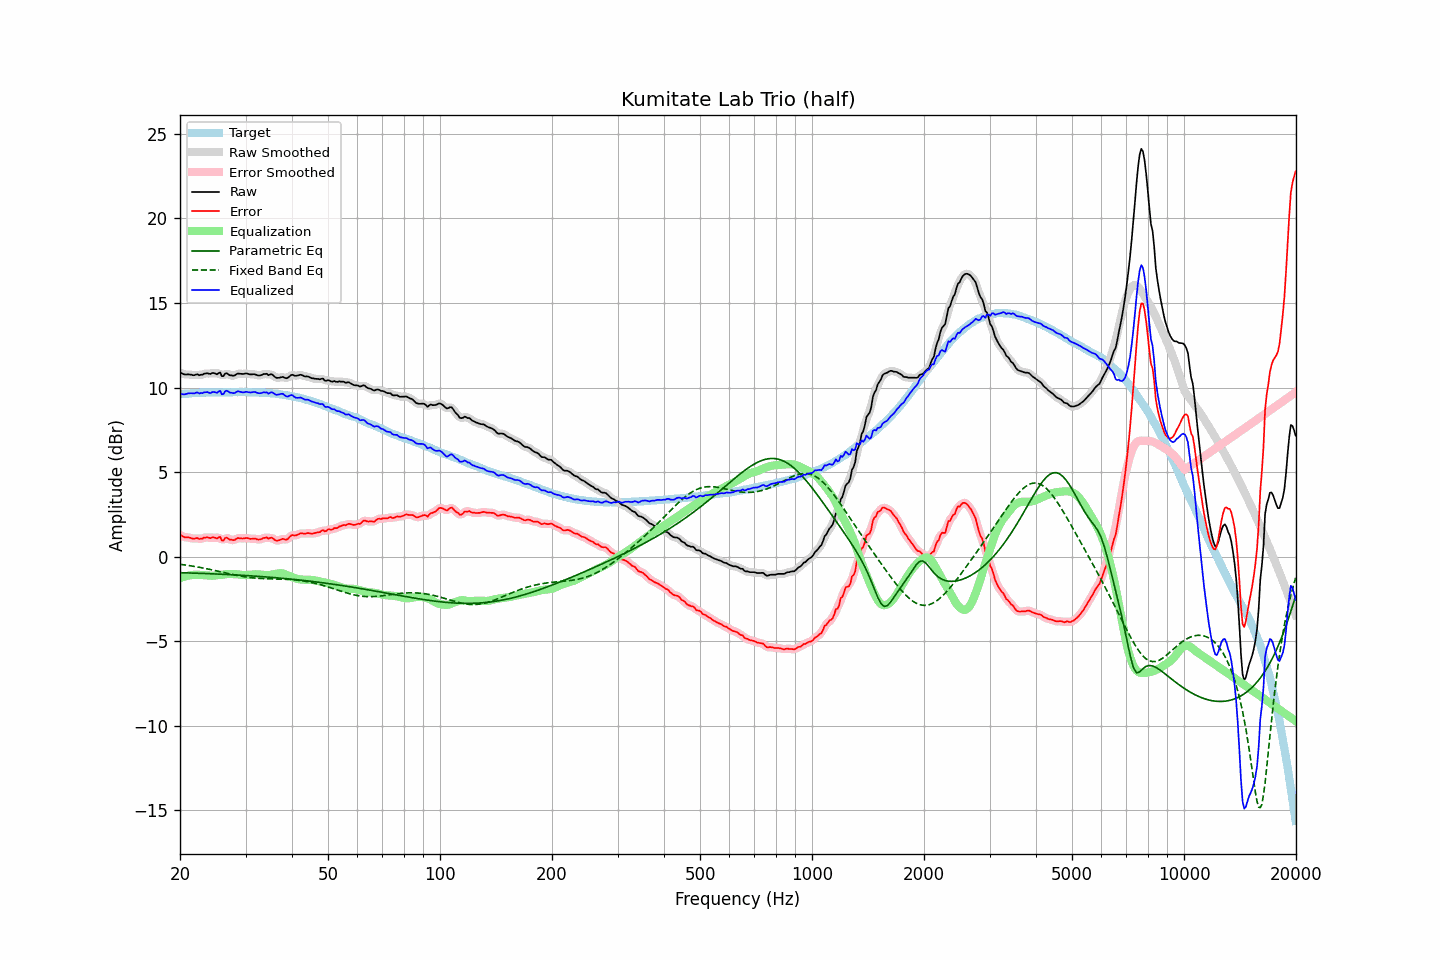 Kumitate Lab Trio (half)
Target
Raw Smoothed
Error Smoothed
Raw
Error
Equalization
Parametric Eq
Fixed Band Eq
Equalized
Amplitude (dBr)
25
20
15
10
5
0
−5
−10
−15
20 50 100 200 500 1000 2000 5000 10000 20000
Frequency (Hz)